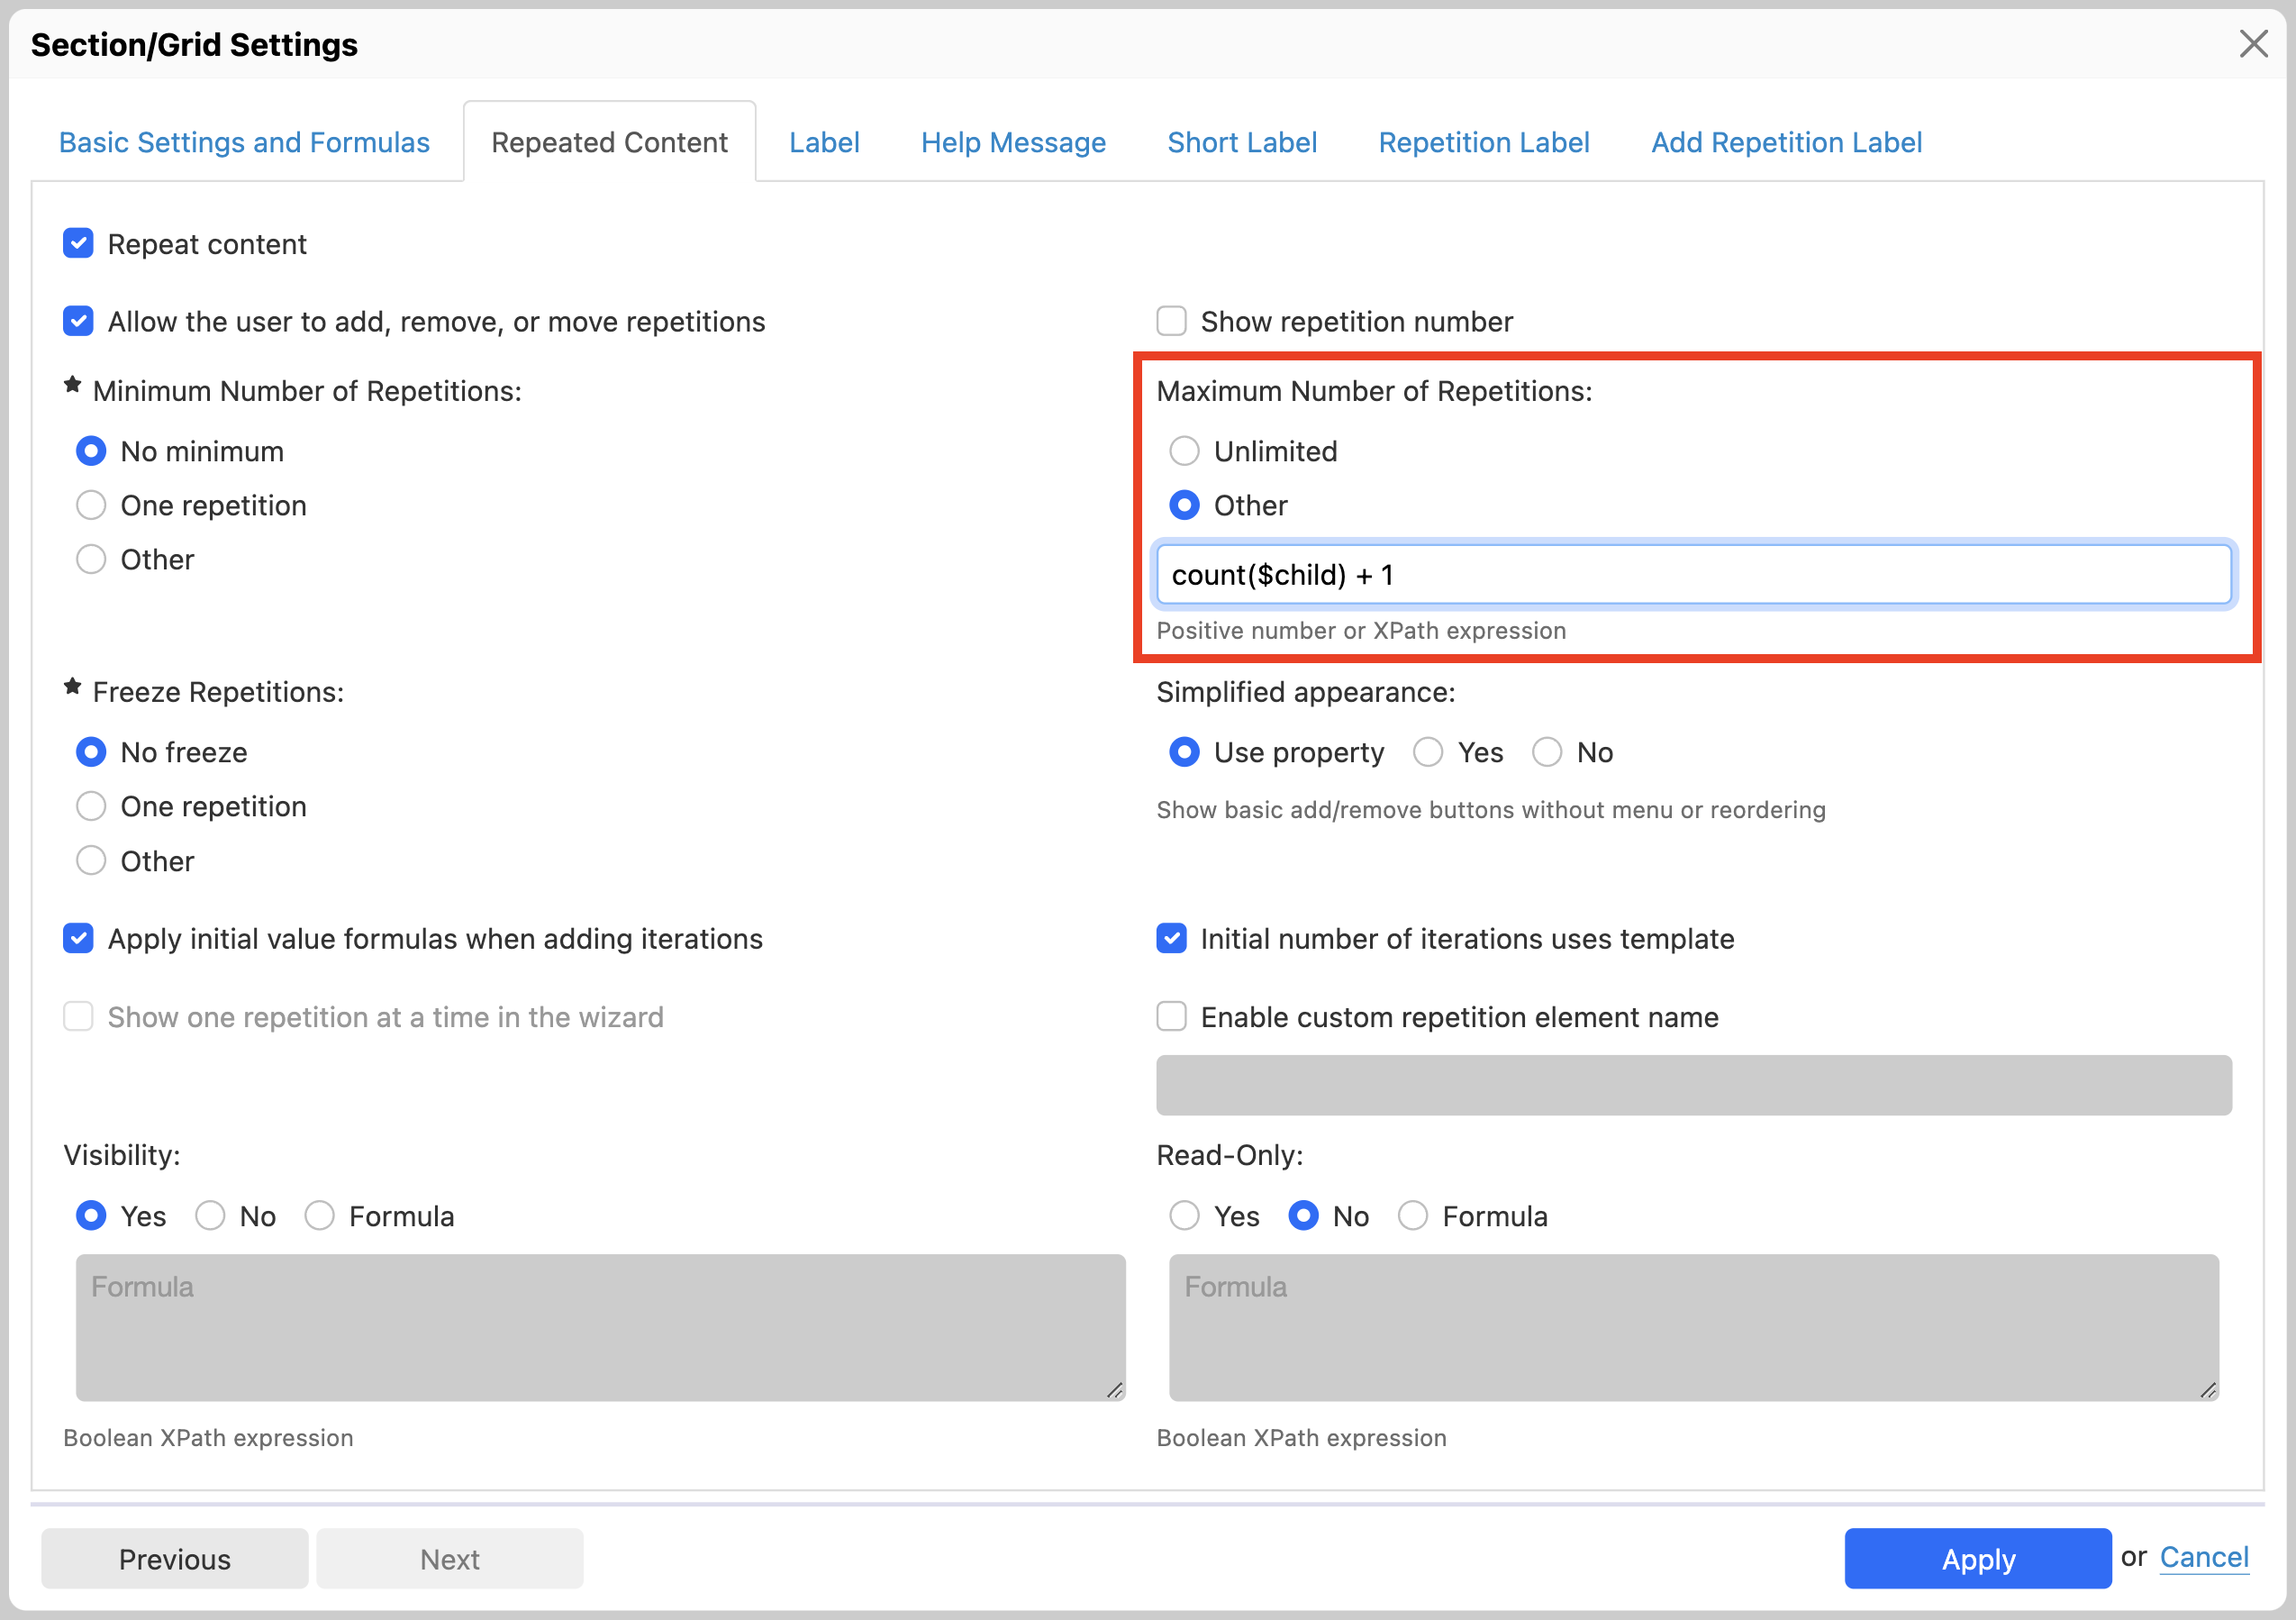 Section/Grid Settings
Basic Settings and Formulas
Repeated Content
Label
Help Message
Short Label
Repetition Label
Add Repetition Label
Repeat content
Allow the user to add, remove, or move repetitions
Show repetition number
Minimum Number of Repetitions:
No minimum
One repetition
Other
Maximum Number of Repetitions:
Unlimited
Other
count($child) + 1
Positive number or XPath expression
Freeze Repetitions:
No freeze
One repetition
Other
Simplified appearance:
Use property
Yes
No
Show basic add/remove buttons without menu or reordering
Apply initial value formulas when adding iterations
Initial number of iterations uses template
Show one repetition at a time in the wizard
Enable custom repetition element name
Visibility:
Yes
No
Formula
Formula
Boolean XPath expression
Read-Only:
Yes
No
Formula
Formula
Boolean XPath expression
Previous
Next
Apply
or
Cancel